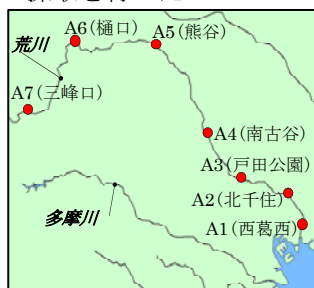 A6(樋口)
荒川
A5(熊谷)
A7(三峰口)
A4(南古谷)
A3(戸田公園)
A2(北千住)
多摩川
A1(西葛西)